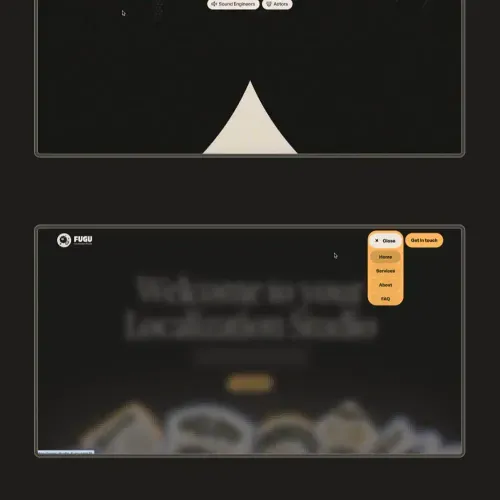 Sound Engineers
Actors
FUGU
Close
Get in touch
Home
Services
About
FAQ
Welcome to your
Localization Studio